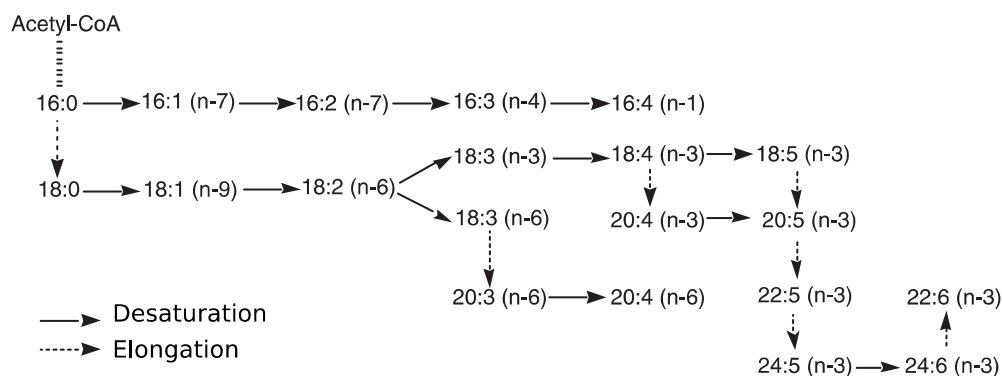 Acetyl-CoA
16:0 16:1 (n-7) 16:2 (n-7) 16:3 (n-4) 16:4 (n-1)
18:3 (n-3) 18:4 (n-3) 18:5 (n-3)
18:0 18:1 (n-9) 18:2 (n-6)
18:3 (n-6) 20:4 (n-3) 20:5 (n-3)
20:3 (n-6) 20:4 (n-6) 22:5 (n-3) 22:6 (n-3)
Desaturation
Elongation
24:5 (n-3) 24:6 (n-3)